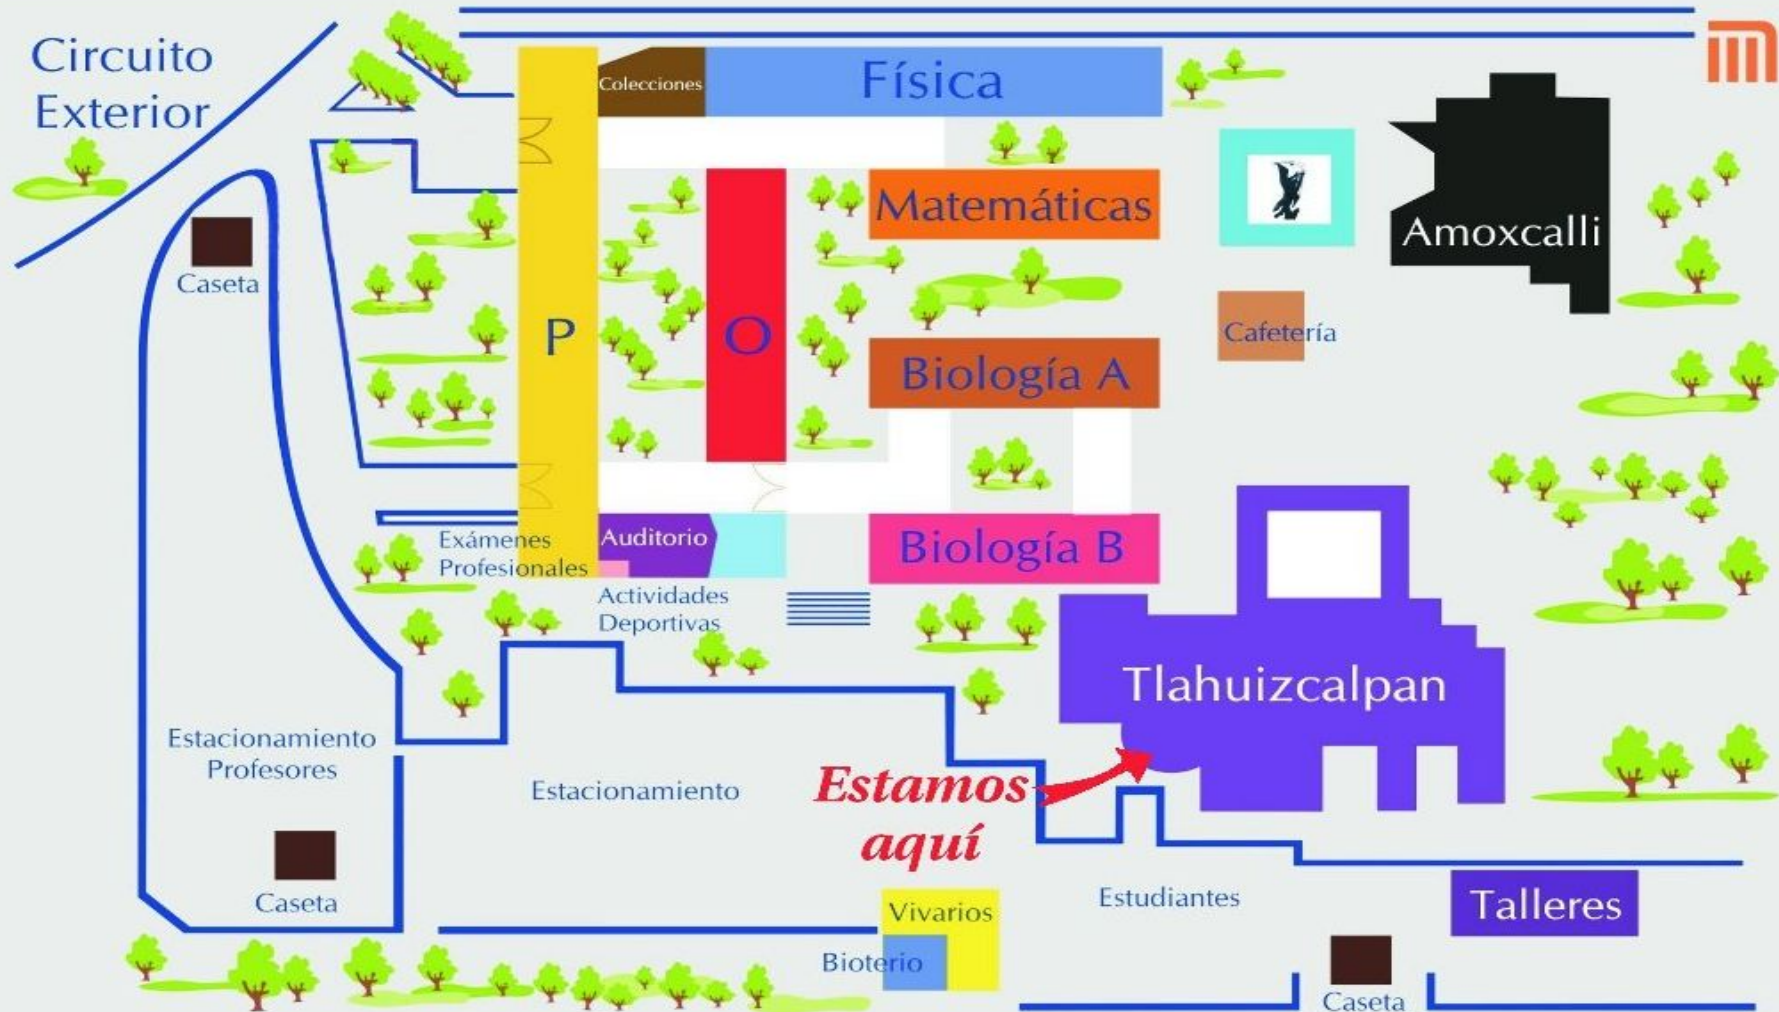 Circuito
Exterior
Colecciones
Física
Matemáticas
Amoxcalli
Caseta
P
O
Cafetería
Biología A
Exámenes
Profesionales
Auditorio
Biología B
Actividades
Deportivas
Tlahuizcalpan
Estacionamiento
Profesores
Estacionamiento
Estamos
aquí
Caseta
Vivarios
Bioterio
Estudiantes
Talleres
Caseta